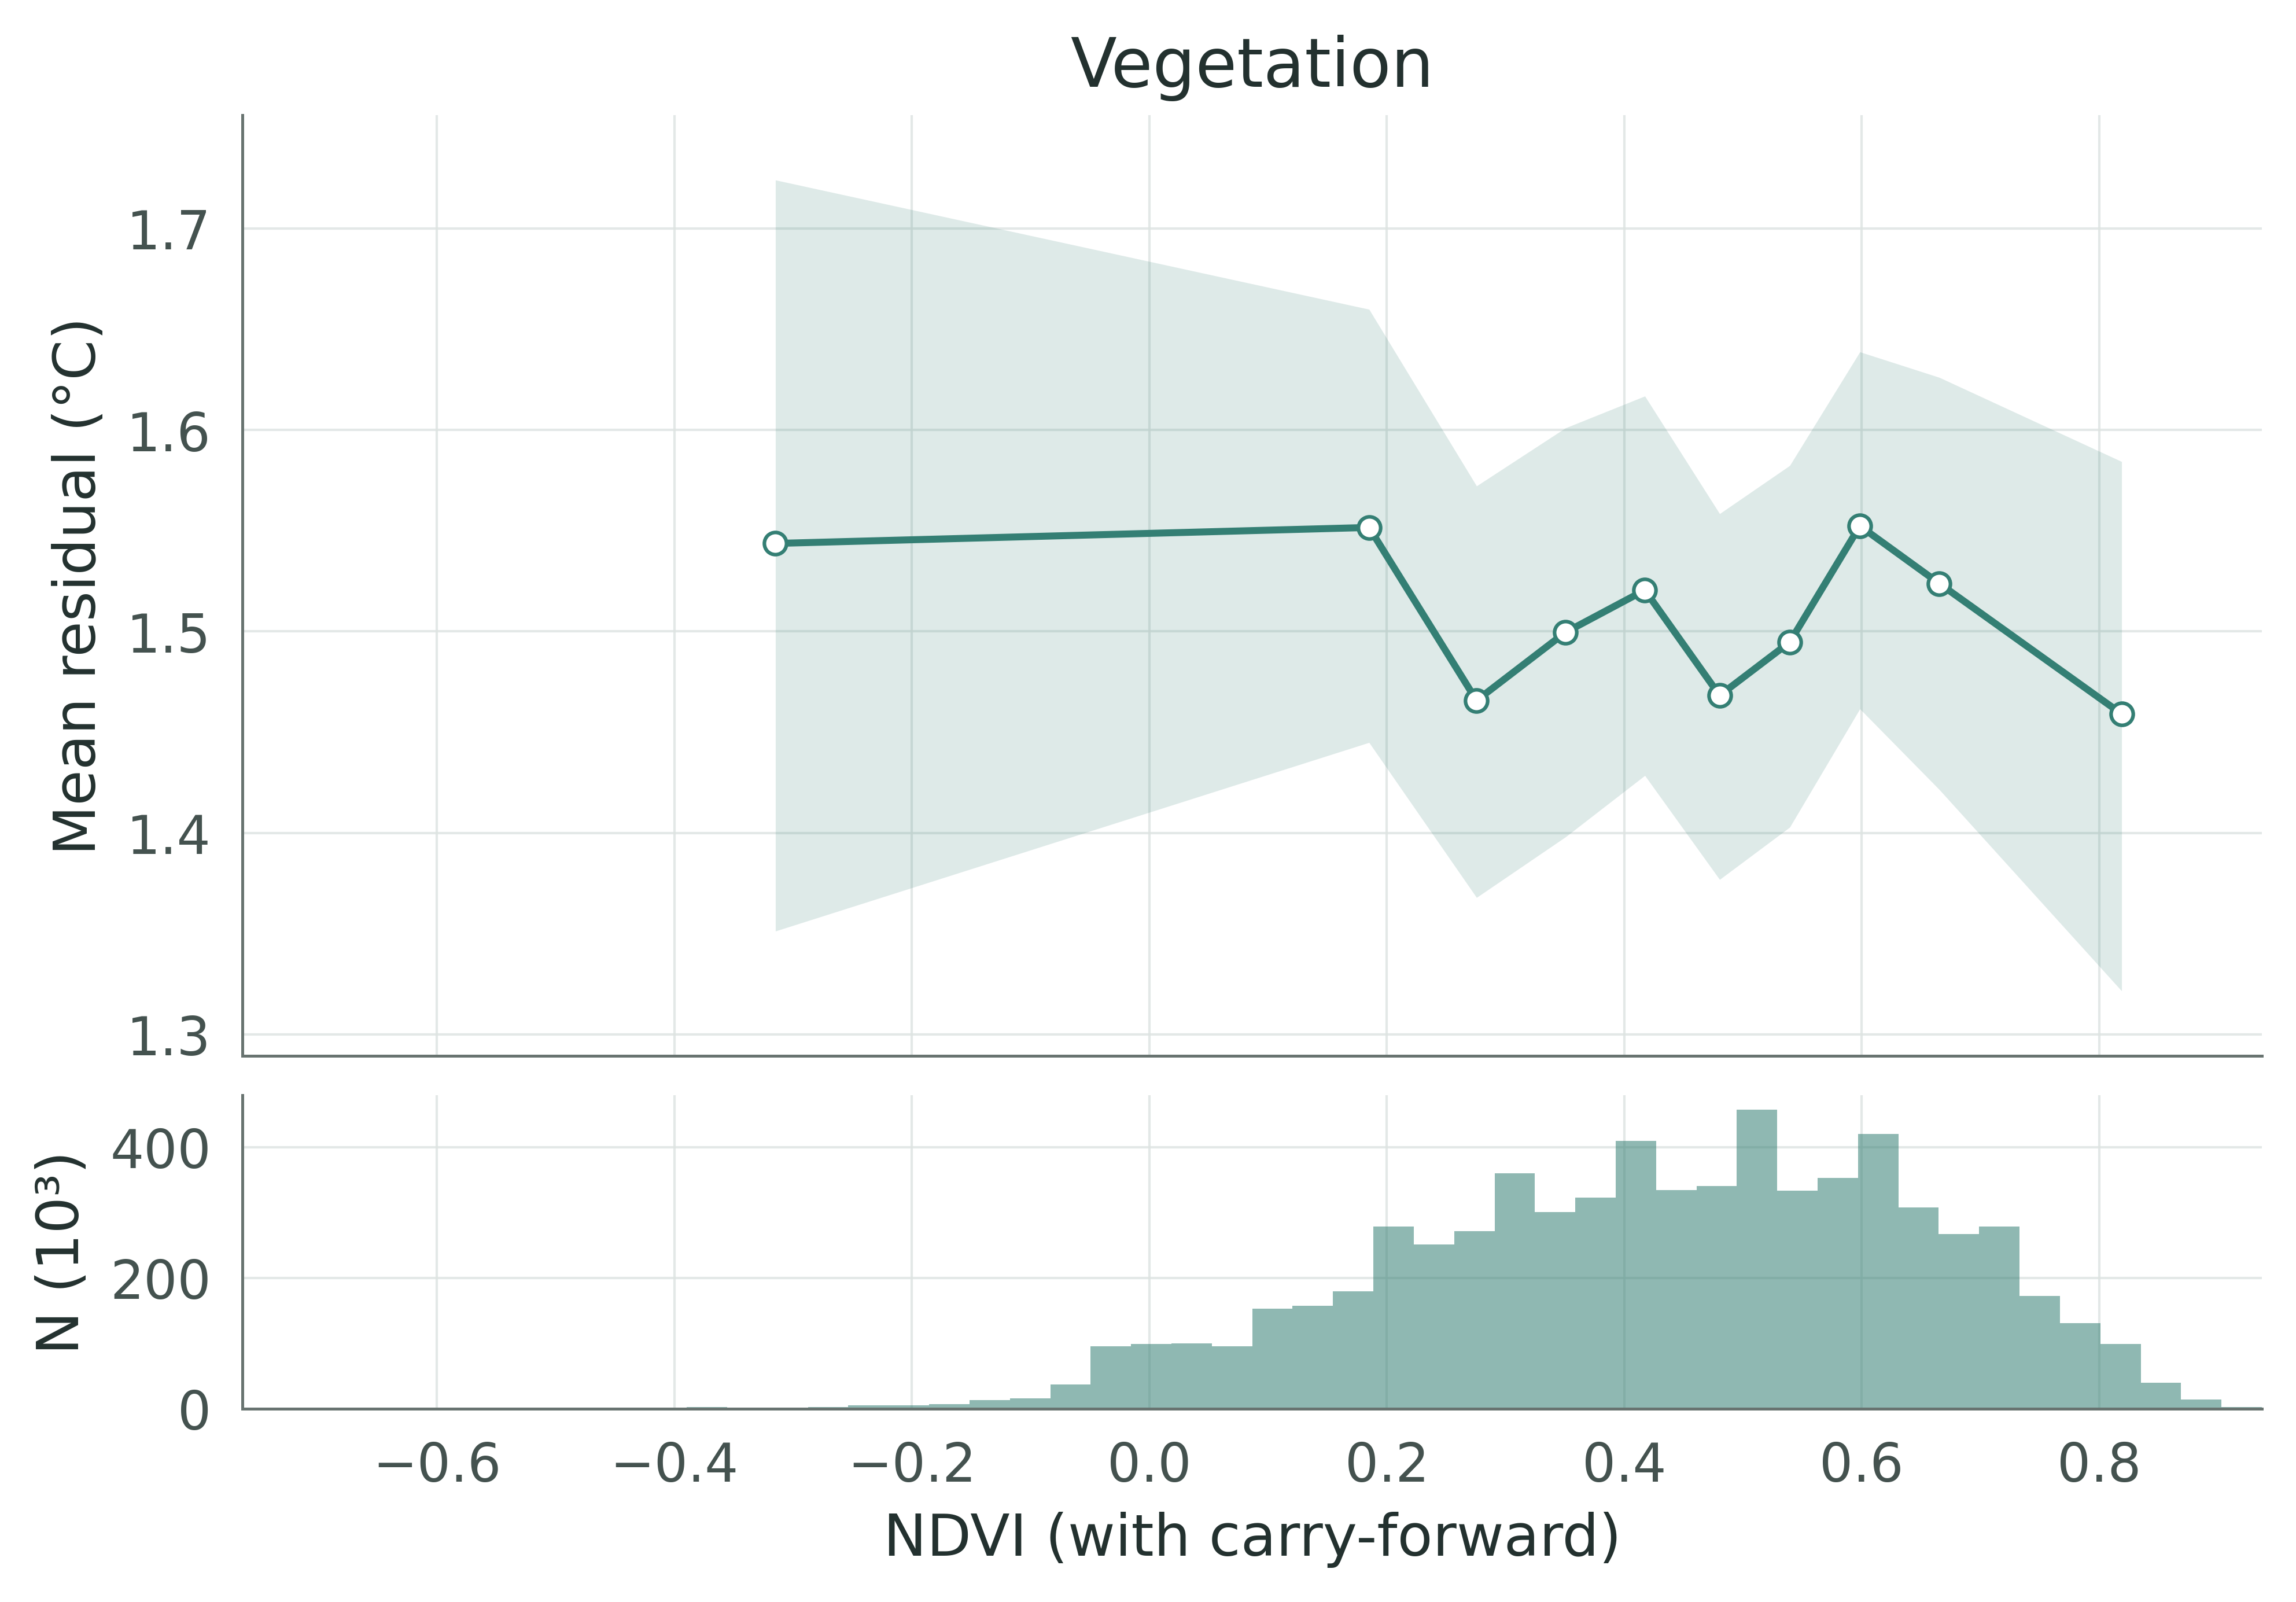 Vegetation
Mean residual (°C)
1.7
1.6
1.5
1.4
1.3
N (10³)
400
200
0
−0.6 −0.4 −0.2 0.0 0.2 0.4 0.6 0.8
NDVI (with carry-forward)